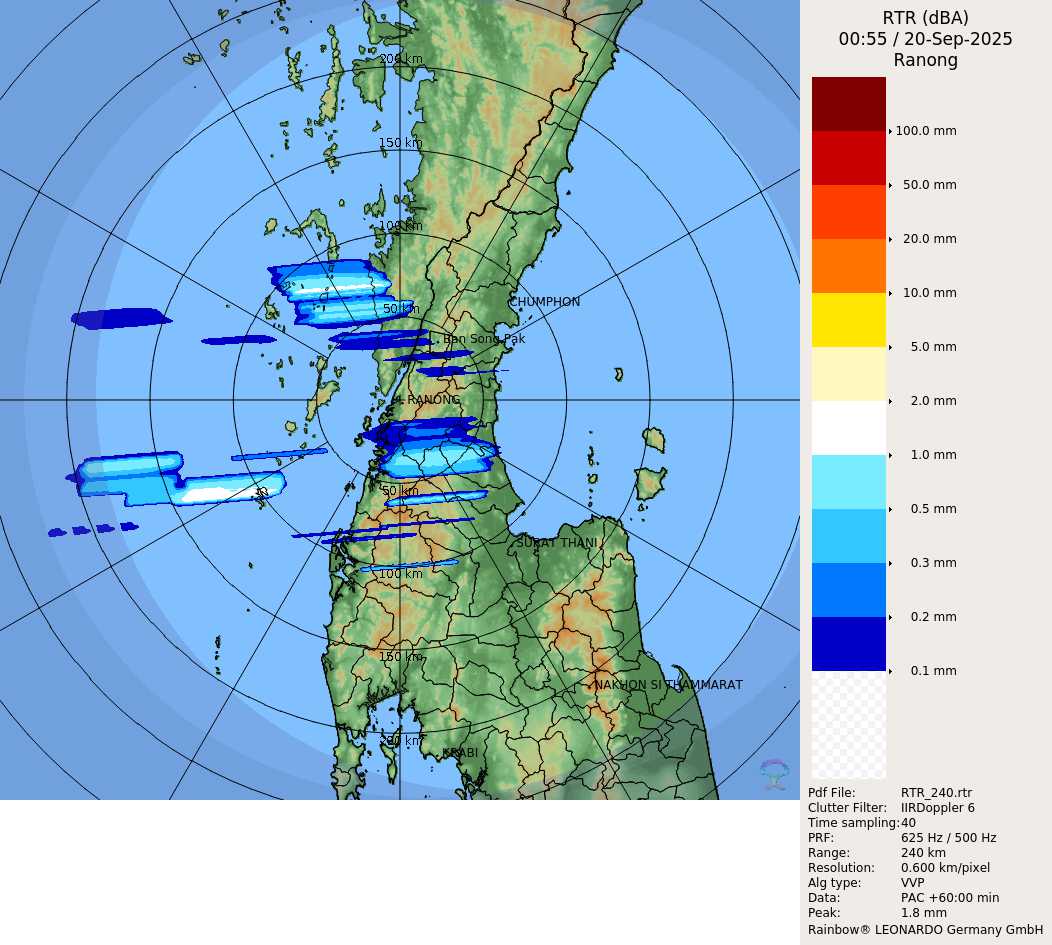 RTR (dBA)
00:55 / 20-Sep-2025
Ranong
200 km
150 km
100 km
50 km
CHUMPHON
Ban Song Pak
RANONG
50 km
SURAT THANI
100 km
150 km
NAKHON SI THAMMARAT
200 km
KRABI
100.0 mm
50.0 mm
20.0 mm
10.0 mm
5.0 mm
2.0 mm
1.0 mm
0.5 mm
0.3 mm
0.2 mm
0.1 mm
Pdf File: RTR_240.rtr
Clutter Filter: IIRDoppler 6
Time sampling:40
PRF: 625 Hz / 500 Hz
Range: 240 km
Resolution: 0.600 km/pixel
Alg type: VVP
Data: PAC +60:00 min
Peak: 1.8 mm
Rainbow® LEONARDO Germany GmbH